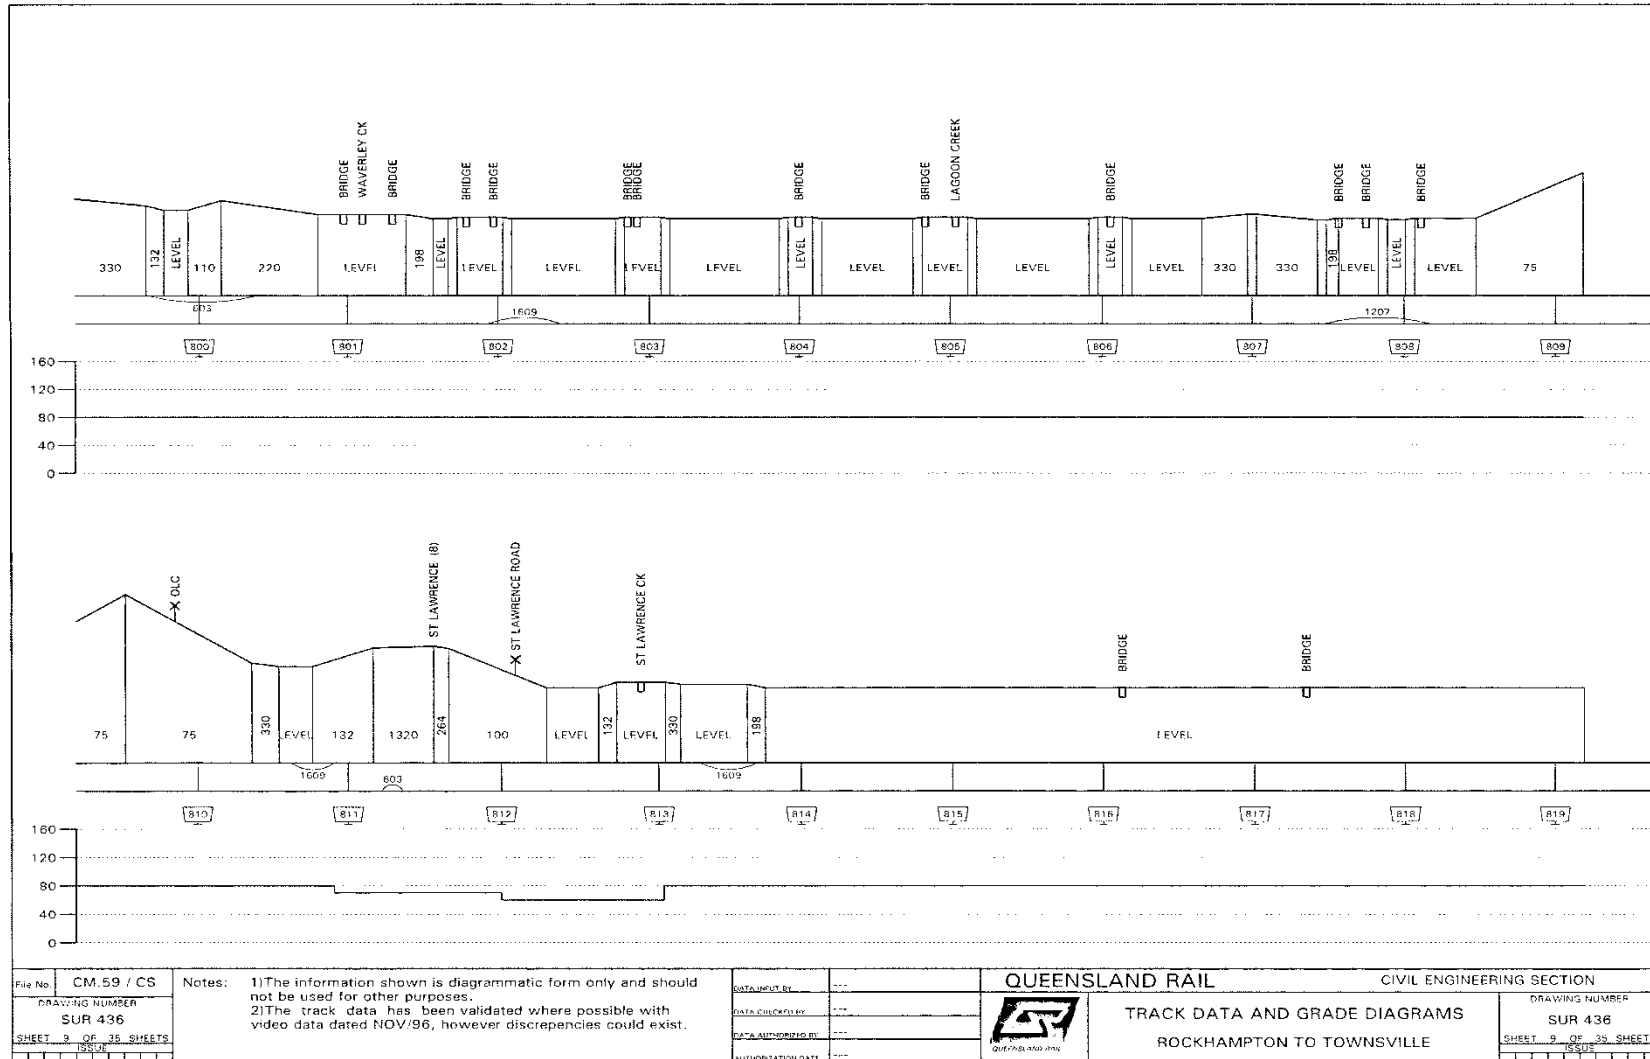 BRIDGE
WAVERLEY CK
BRIDGE
BRIDGE
BRIDGE
BRIDGE
BRIDGE
BRIDGE
BRIDGE
LAGOON CREEK
BRIDGE
BRIDGE
BRIDGE
BRIDGE
330 132 LEVEL 110 220 LEVEL 198 LEVEL LEVEL LEVEL LEVEL LEVEL LEVEL LEVEL LEVEL LEVEL LEVEL LEVEL 330 330 198 LEVEL LEVEL LEVEL 75
603 1609 1207
800 801 802 803 804 805 806 807 808 809
160
120
80
40
0
OLC
ST LAWRENCE (8)
ST LAWRENCE ROAD
ST LAWRENCE CK
BRIDGE
BRIDGE
75 75 330 LEVEL 132 1320 264 100 LEVEL 132 LEVEL 330 LEVEL 198 LEVEL
1609 603 1609
810 811 812 813 814 815 816 817 818 819
160
120
80
40
0
File No. CM.59 / CS
DRAWING NUMBER
SUR 436
SHEET 9 OF 35 SHEETS
ISSUE
Notes: 1)The information shown is diagrammatic form only and should
not be used for other purposes.
2)The track data has been validated where possible with
video data dated NOV/96, however discrepencies could exist.
DATA INPUT BY ---
DATA CHECKED BY ---
DATA AUTHORIZED BY ---
AUTHORIZATION DATE ---
QUEENSLAND RAIL CIVIL ENGINEERING SECTION
QUEENSLAND RAIL
TRACK DATA AND GRADE DIAGRAMS
ROCKHAMPTON TO TOWNSVILLE
DRAWING NUMBER
SUR 436
SHEET 9 OF 35 SHEETS
ISSUE